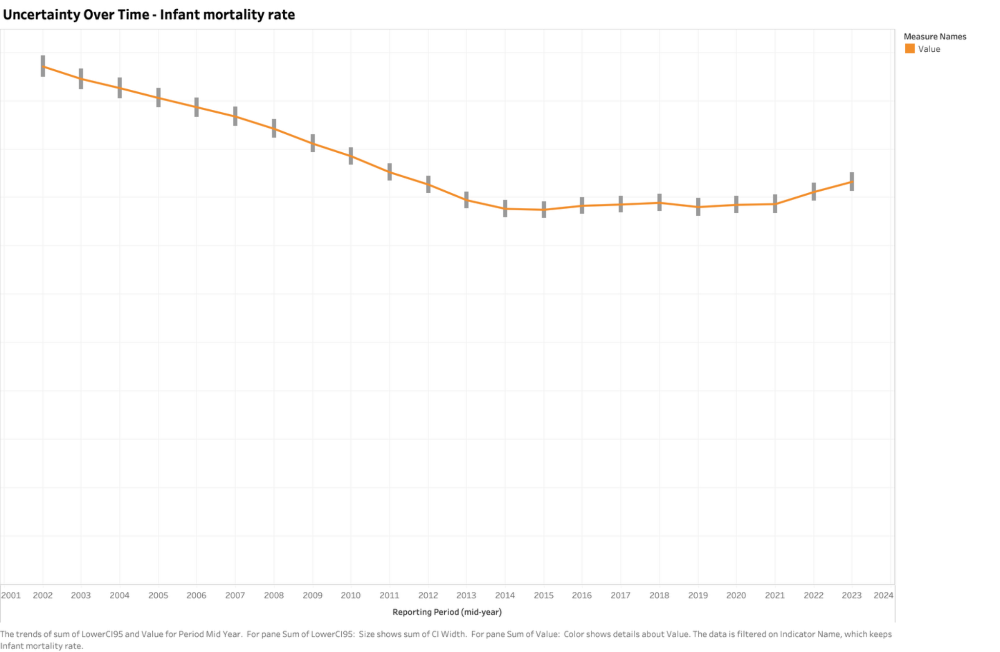 Uncertainty Over Time - Infant mortality rate
Measure Names
Value
2001 2002 2003 2004 2005 2006 2007 2008 2009 2010 2011 2012 2013 2014 2015 2016 2017 2018 2019 2020 2021 2022 2023 2024
Reporting Period (mid-year)
The trends of sum of LowerCI95 and Value for Period Mid Year.  For pane Sum of LowerCI95:  Size shows sum of CI Width.  For pane Sum of Value:  Color shows details about Value. The data is filtered on Indicator Name, which keeps
Infant mortality rate.